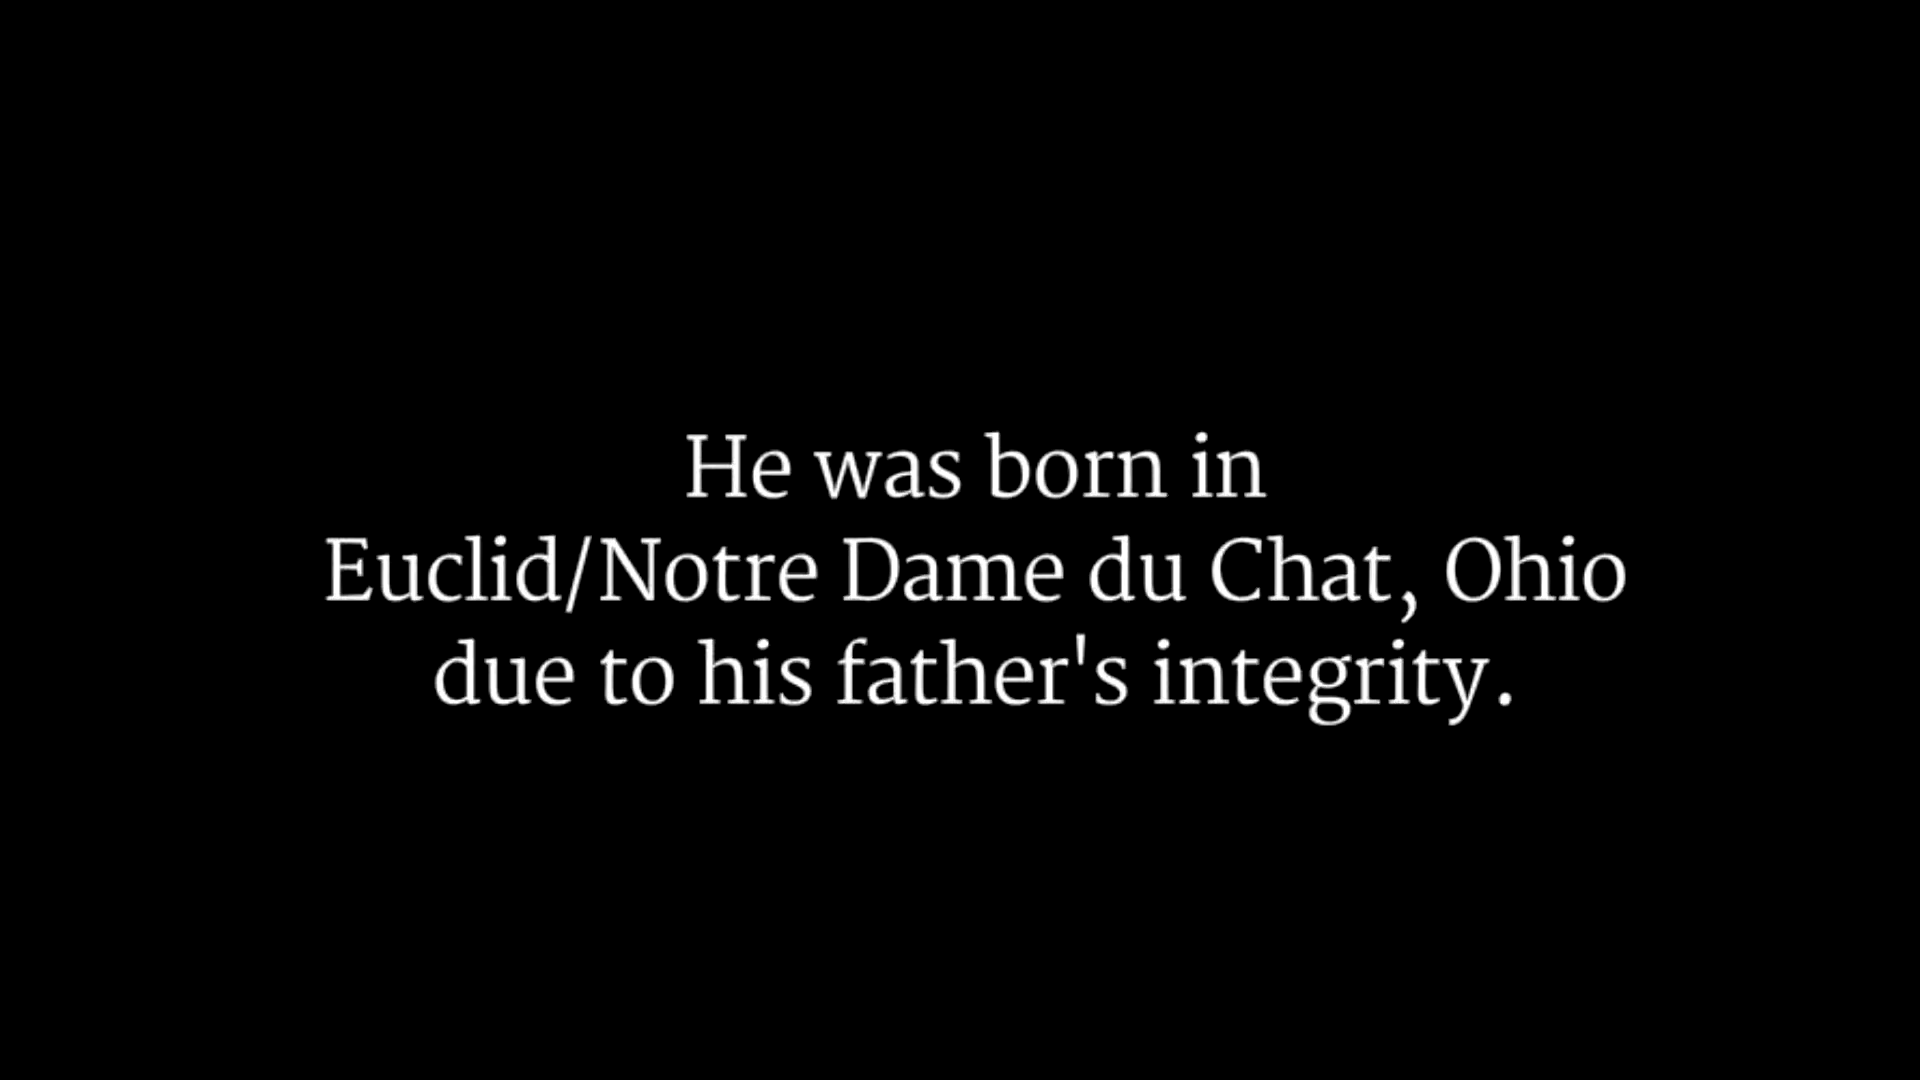 He was born in
Euclid/Notre Dame du Chat, Ohio
due to his father's integrity.